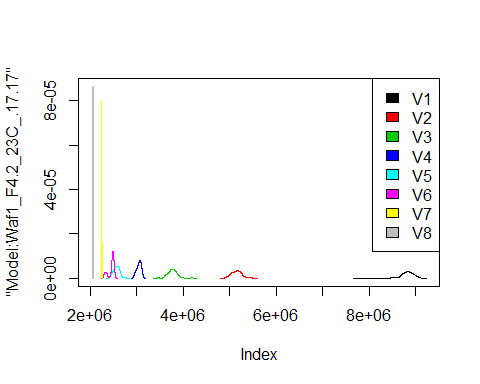 "Model:Waf1_F4.2_23C_.17.17"
8e-05
4e-05
0e+00
V1
V2
V3
V4
V5
V6
V7
V8
2e+06 4e+06 6e+06 8e+06
Index